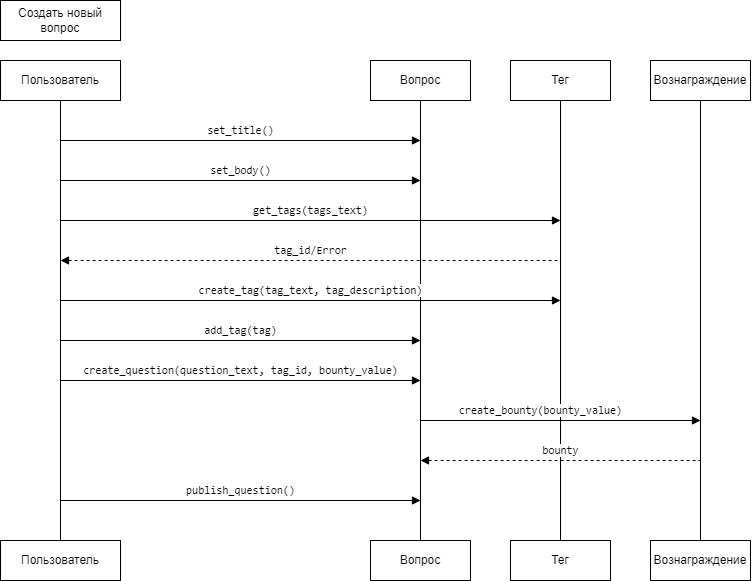 Создать новый
вопрос
Пользователь
Вопрос
Тег
Вознаграждение
set_title()
set_body()
get_tags(tags_text)
tag_id/Error
create_tag(tag_text, tag_description)
add_tag(tag)
create_question(question_text, tag_id, bounty_value)
create_bounty(bounty_value)
bounty
publish_question()
Пользователь
Вопрос
Тег
Вознаграждение